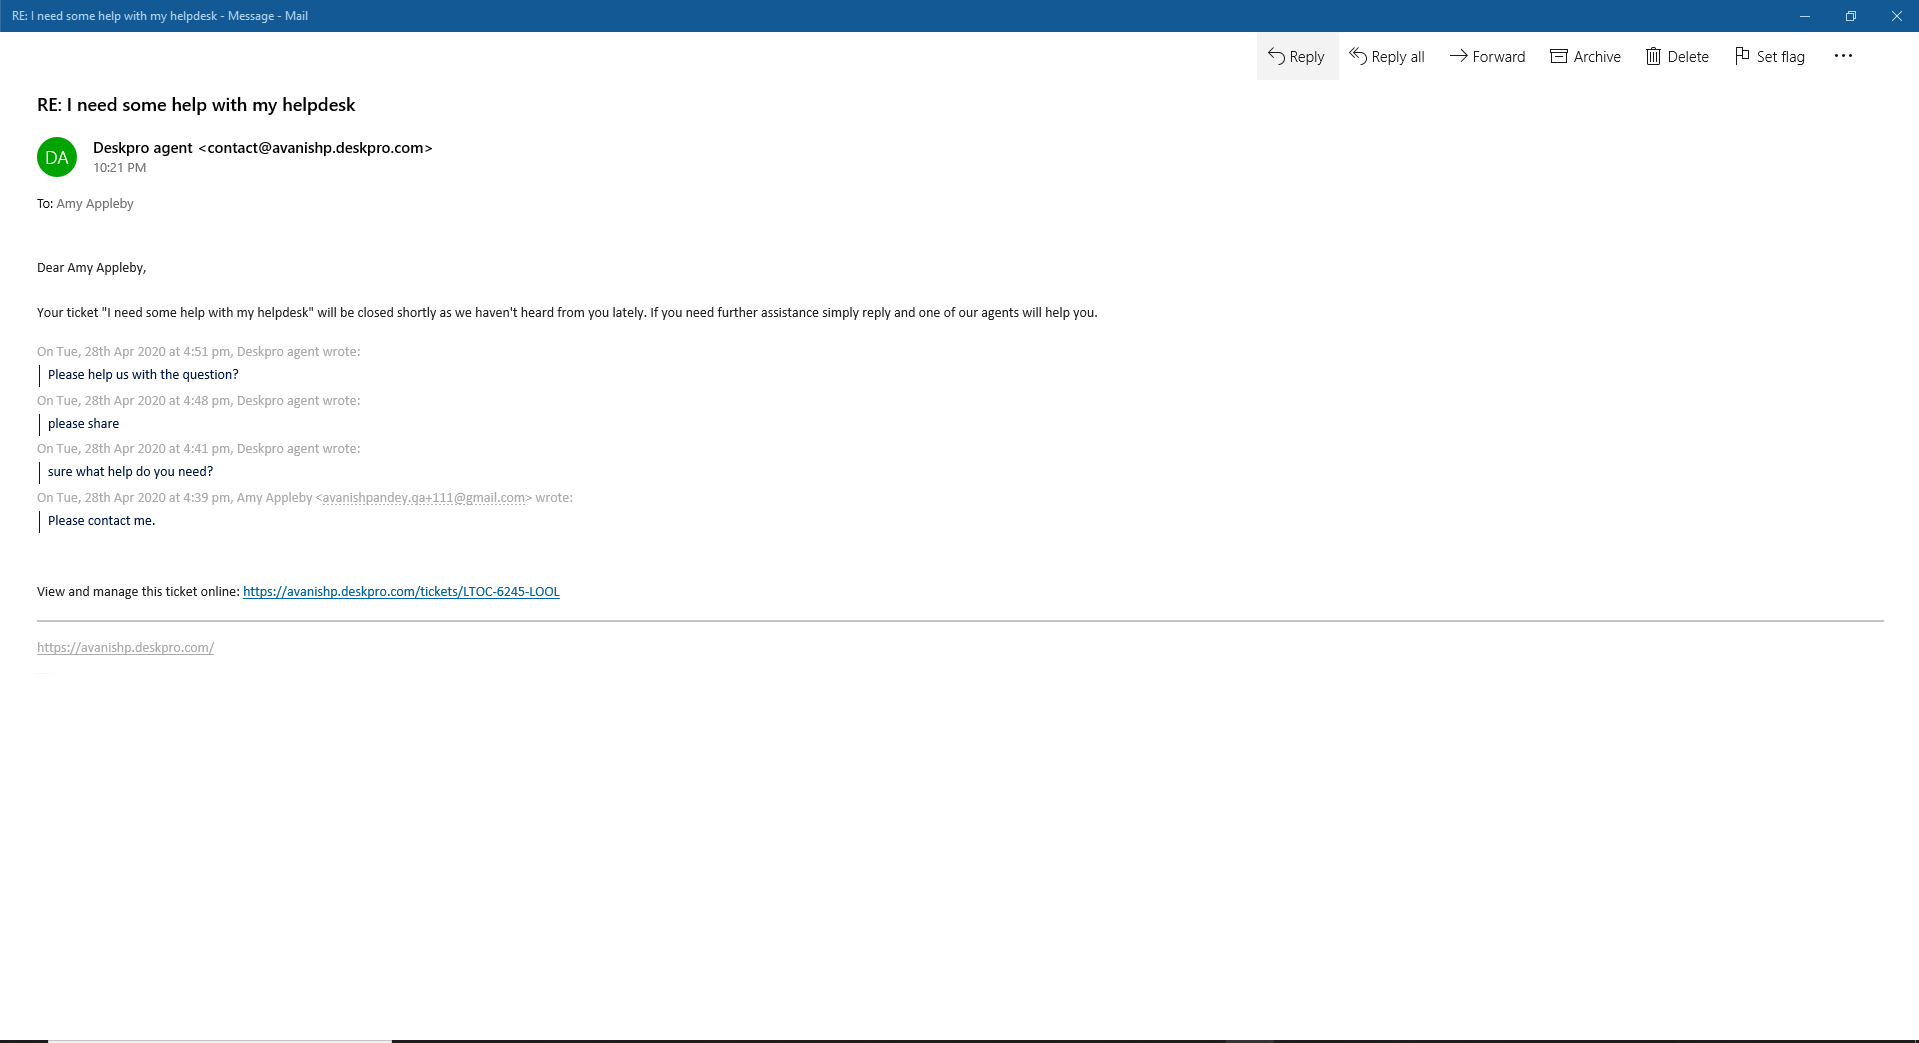 RE: I need some help with my helpdesk - Message - Mail
Reply
Reply all
Forward
Archive
Delete
Set flag
RE: I need some help with my helpdesk
DA
Deskpro agent <contact@avanishp.deskpro.com>
10:21 PM
To: Amy Appleby
Dear Amy Appleby,
Your ticket "I need some help with my helpdesk" will be closed shortly as we haven't heard from you lately. If you need further assistance simply reply and one of our agents will help you.
On Tue, 28th Apr 2020 at 4:51 pm, Deskpro agent wrote:
Please help us with the question?
On Tue, 28th Apr 2020 at 4:48 pm, Deskpro agent wrote:
please share
On Tue, 28th Apr 2020 at 4:41 pm, Deskpro agent wrote:
sure what help do you need?
On Tue, 28th Apr 2020 at 4:39 pm, Amy Appleby <avanishpandey.qa+111@gmail.com> wrote:
Please contact me.
View and manage this ticket online: https://avanishp.deskpro.com/tickets/LTOC-6245-LOOL
https://avanishp.deskpro.com/